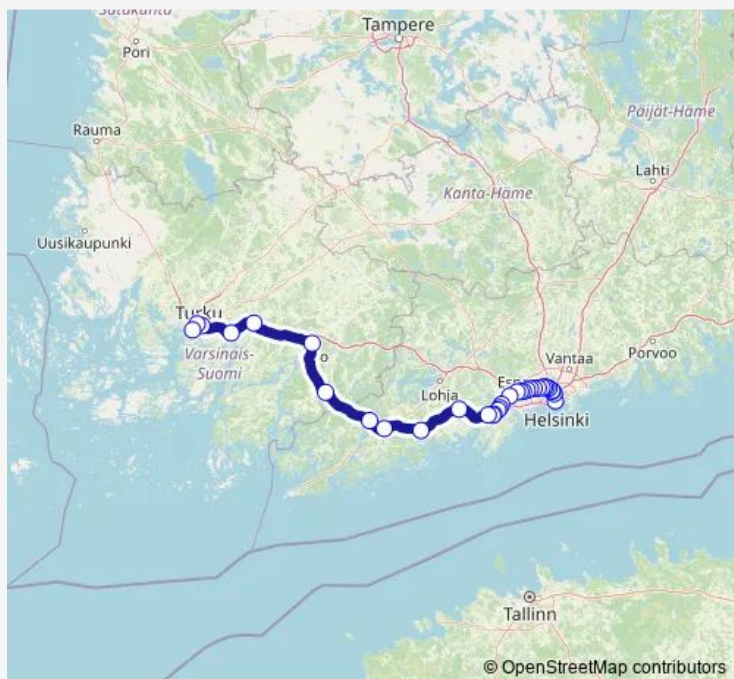 Satakunta
Tampere
Pori
Päijät-Häme
Rauma
Lahti
Kanta-Häme
Uusikaupunki
Turku
Vantaa
Porvoo
Varsinais-
Suomi
Lohja
Helsinki
Tallinn
© OpenStreetMap contributors